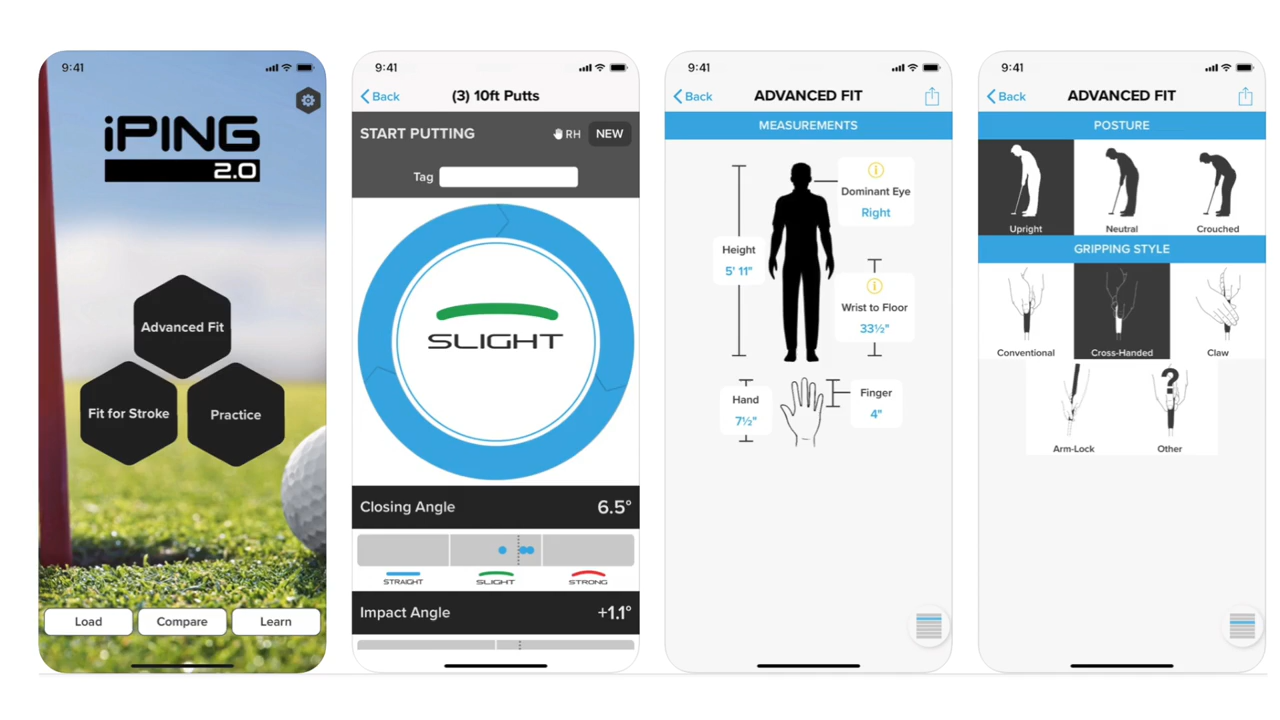 9:41
iPING
2.0
Advanced Fit
Fit for Stroke
Practice
Load
Compare
Learn
9:41
Back
(3) 10ft Putts
START PUTTING
RH
NEW
Tag
SLIGHT
Closing Angle
6.5°
STRAIGHT
SLIGHT
STRONG
Impact Angle
+1.1°
9:41
Back
ADVANCED FIT
MEASUREMENTS
Dominant Eye
Right
Height
5' 11"
Wrist to Floor
33½"
Hand
7½"
Finger
4"
9:41
Back
ADVANCED FIT
POSTURE
Upright
Neutral
Crouched
GRIPPING STYLE
Conventional
Cross-Handed
Claw
?
Arm-Lock
Other